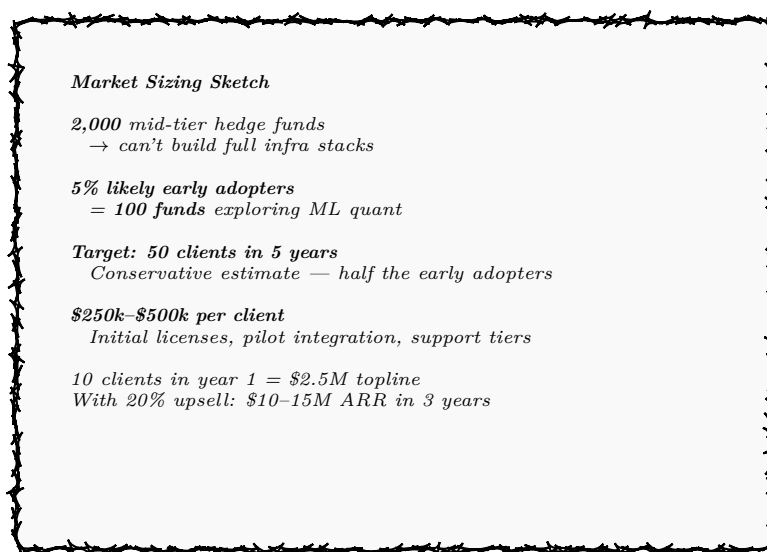 Market Sizing Sketch
2,000 mid-tier hedge funds
→ can't build full infra stacks
5% likely early adopters
= 100 funds exploring ML quant
Target: 50 clients in 5 years
Conservative estimate — half the early adopters
$250k–$500k per client
Initial licenses, pilot integration, support tiers
10 clients in year 1 = $2.5M topline
With 20% upsell: $10–15M ARR in 3 years